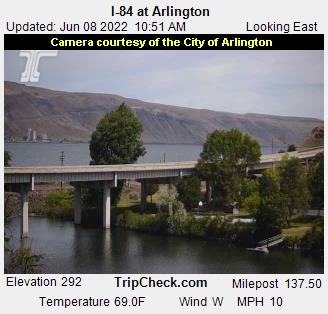 I-84 at Arlington
Updated: Jun 08 2022 10:51 AM Looking East
Camera courtesy of the City of Arlington
Elevation 292 TripCheck.com Milepost 137.50
Temperature 69.0F Wind W MPH 10